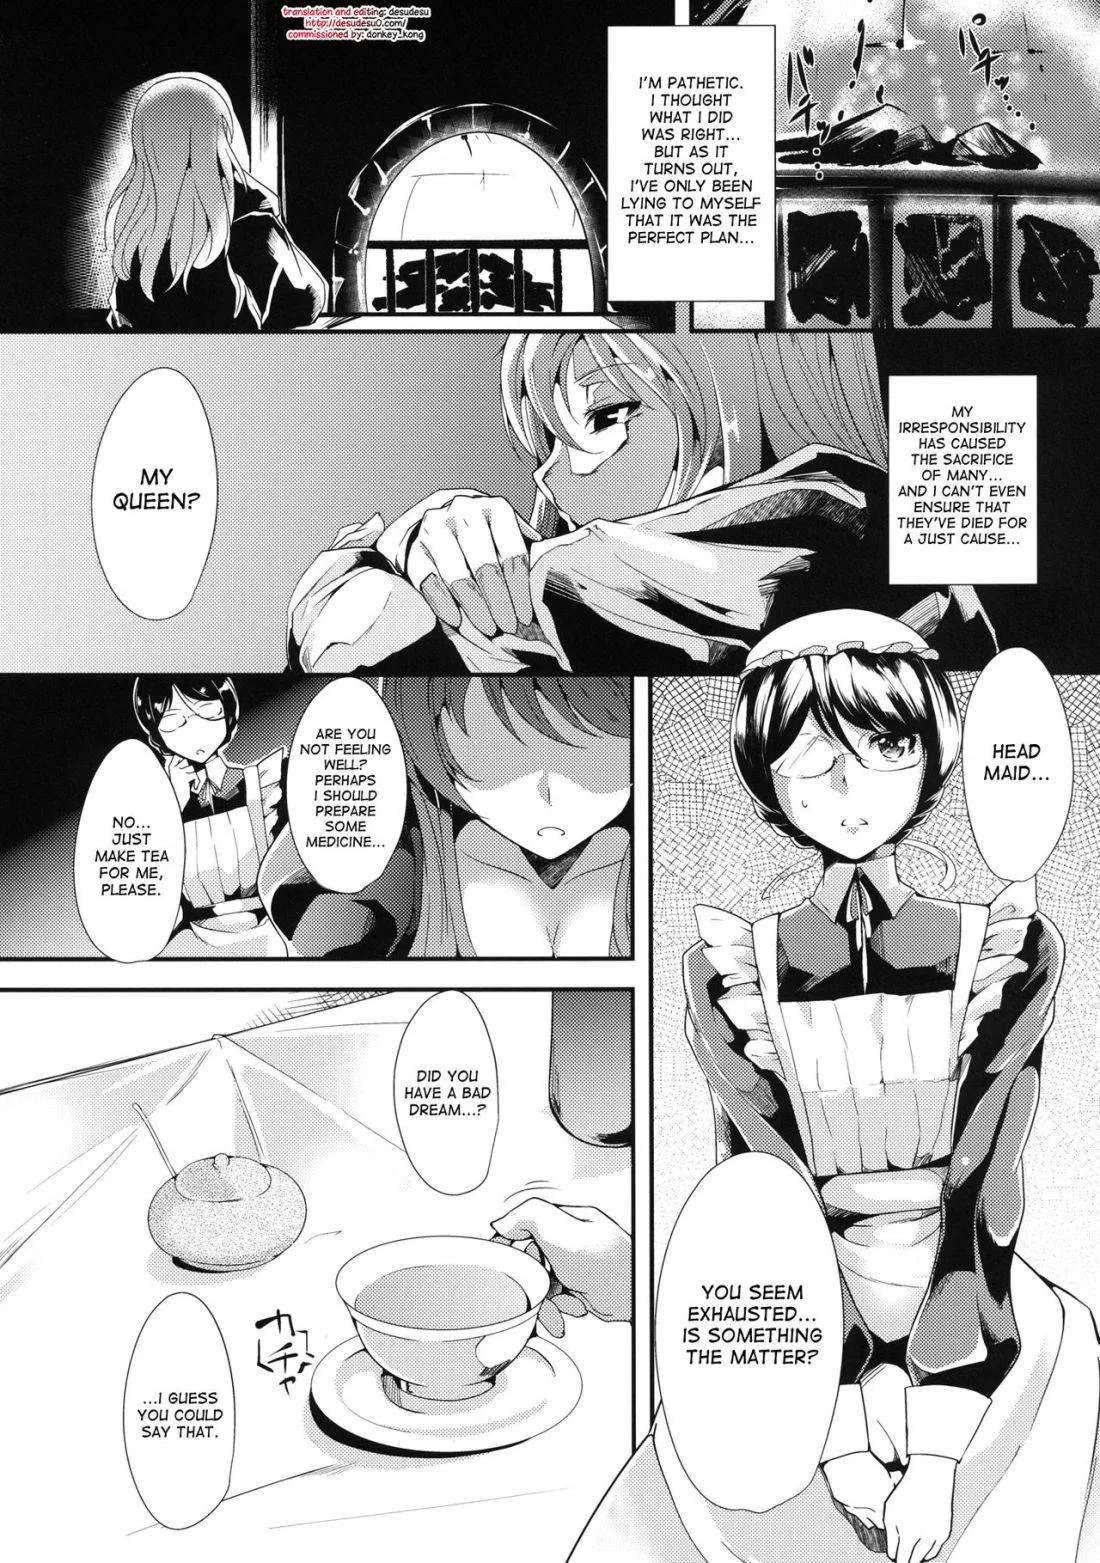 translation and editing: desudesu
http://desudesu0.com/
commissioned by: donkey_kong
I'M PATHETIC.
I THOUGHT
WHAT I DID
WAS RIGHT...
BUT AS IT
TURNS OUT,
I'VE ONLY BEEN
LYING TO MYSELF
THAT IT WAS THE
PERFECT PLAN...
MY
IRRESPONSIBILITY
HAS CAUSED
THE SACRIFICE
OF MANY...
AND I CAN'T EVEN
ENSURE THAT
THEY'VE DIED FOR
A JUST CAUSE...
MY
QUEEN?
HEAD
MAID...
YOU SEEM
EXHAUSTED...
IS SOMETHING
THE MATTER?
ARE YOU
NOT FEELING
WELL?
PERHAPS
I SHOULD
PREPARE
SOME
MEDICINE...
NO...
JUST
MAKE TEA
FOR ME,
PLEASE.
DID YOU
HAVE A BAD
DREAM...?
カチャ
...I GUESS
YOU COULD
SAY THAT.